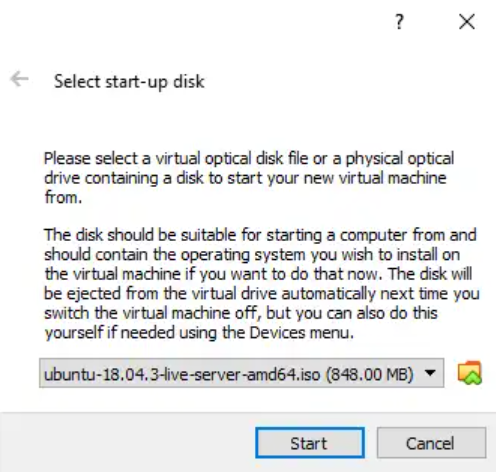 ?
Select start-up disk
Please select a virtual optical disk file or a physical optical
drive containing a disk to start your new virtual machine
from.
The disk should be suitable for starting a computer from and
should contain the operating system you wish to install on
the virtual machine if you want to do that now. The disk will
be ejected from the virtual drive automatically next time you
switch the virtual machine off, but you can also do this
yourself if needed using the Devices menu.
ubuntu-18.04.3-live-server-amd64.iso (848.00 MB)
Start Cancel